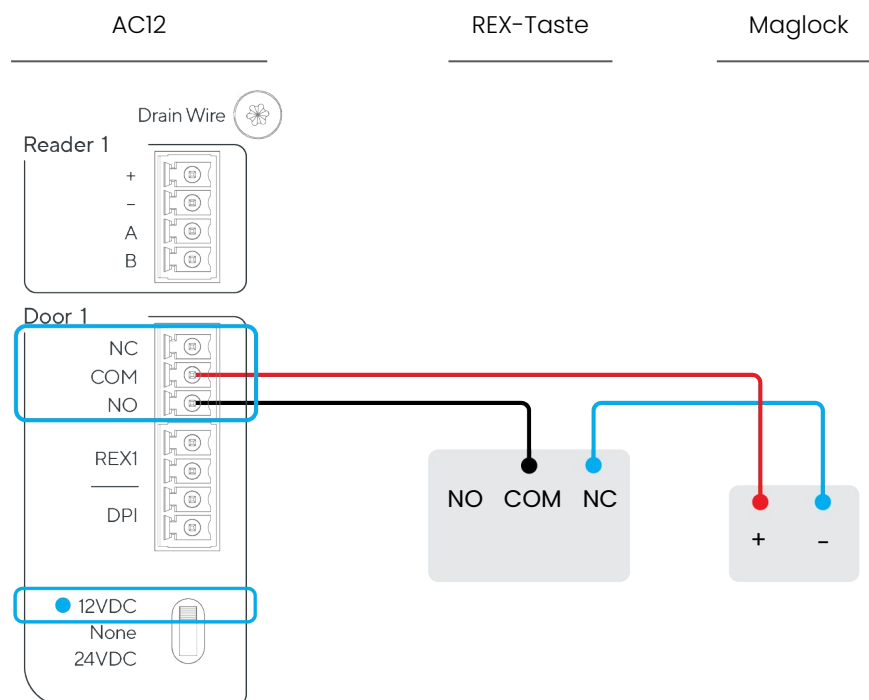 AC12
REX-Taste
Maglock
Drain Wire
Reader 1
+
-
A
B
Door 1
NC
COM
NO
REX1
DPI
12VDC
None
24VDC
NO COM NC
+ -